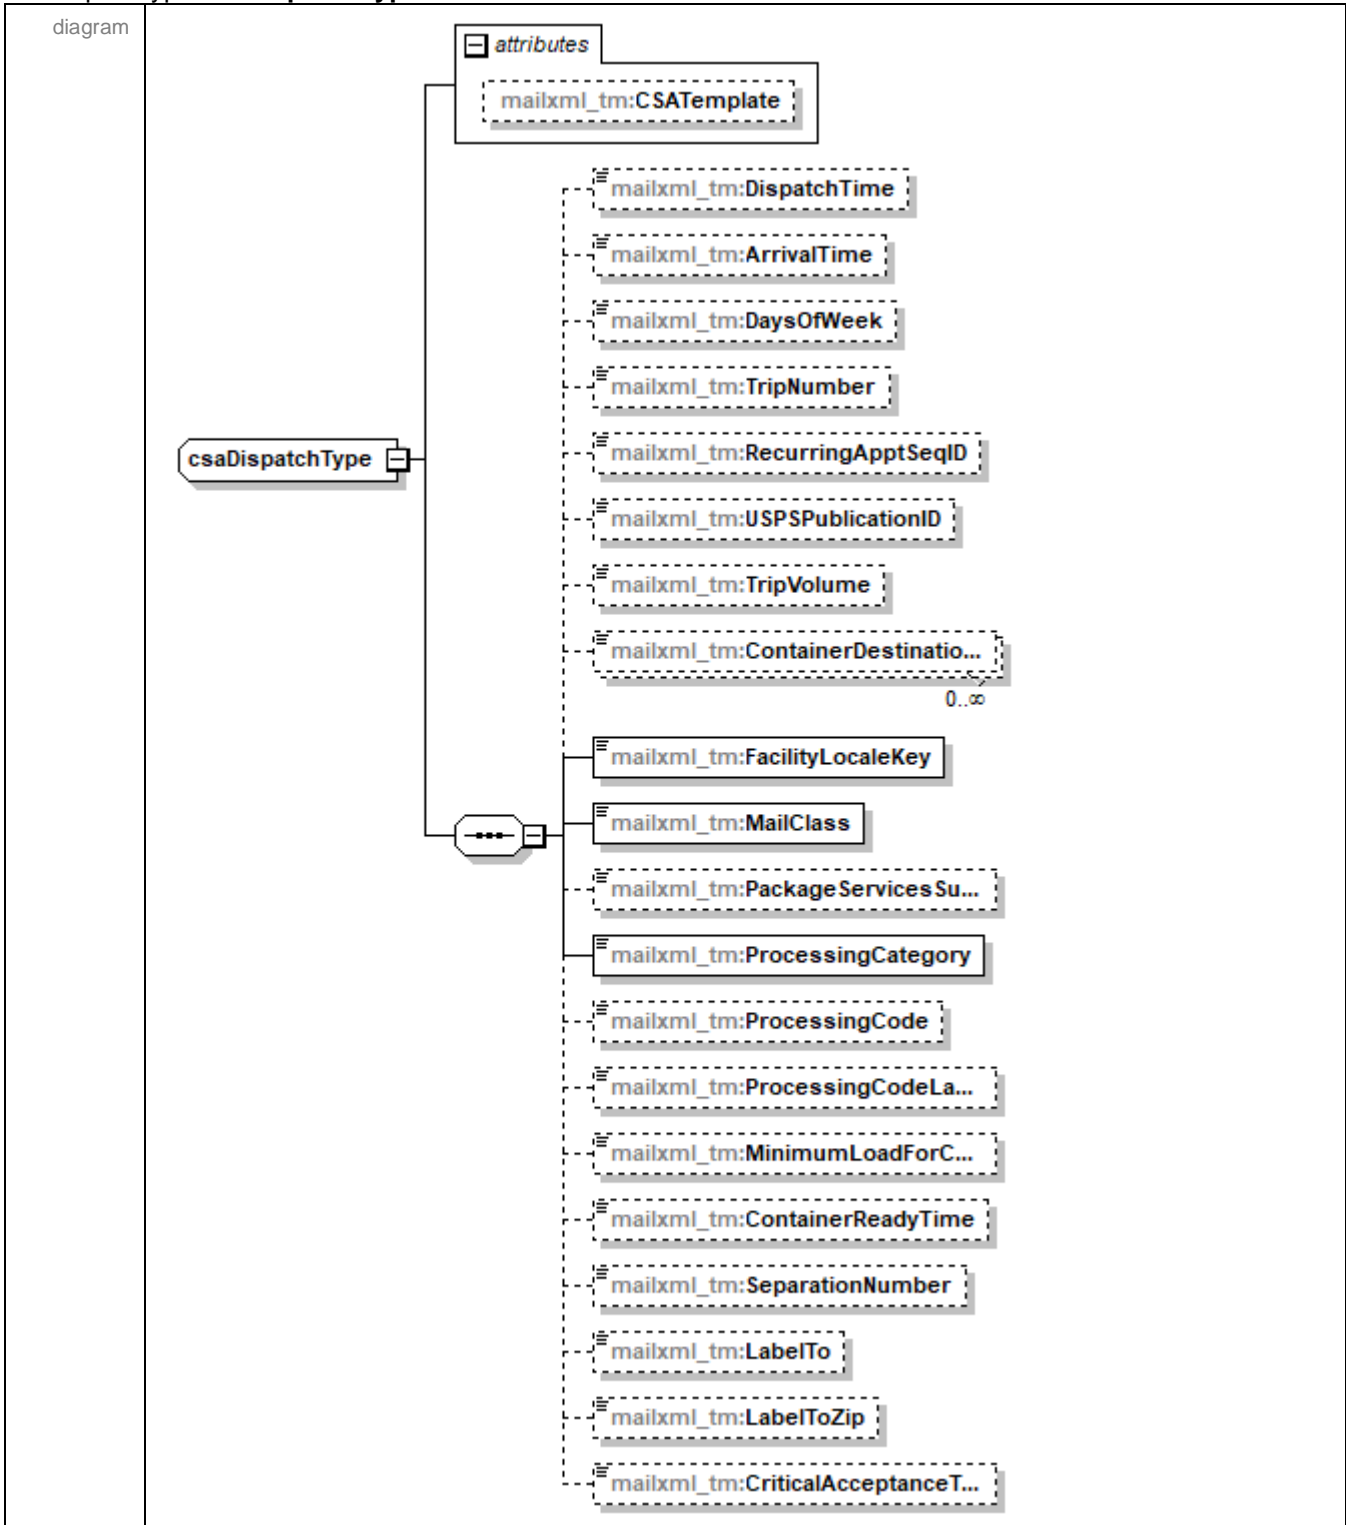 diagram
attributes
mailxml_tm:CSATemplate
mailxml_tm:DispatchTime
mailxml_tm:ArrivalTime
mailxml_tm:DaysOfWeek
mailxml_tm:TripNumber
csaDispatchType
mailxml_tm:RecurringApptSeqID
mailxml_tm:USPSPublicationID
mailxml_tm:TripVolume
mailxml_tm:ContainerDestinatio...
0..∞
mailxml_tm:FacilityLocaleKey
mailxml_tm:MailClass
mailxml_tm:PackageServicesSu...
mailxml_tm:ProcessingCategory
mailxml_tm:ProcessingCode
mailxml_tm:ProcessingCodeLa...
mailxml_tm:MinimumLoadForC...
mailxml_tm:ContainerReadyTime
mailxml_tm:SeparationNumber
mailxml_tm:LabelTo
mailxml_tm:LabelToZip
mailxml_tm:CriticalAcceptanceT...